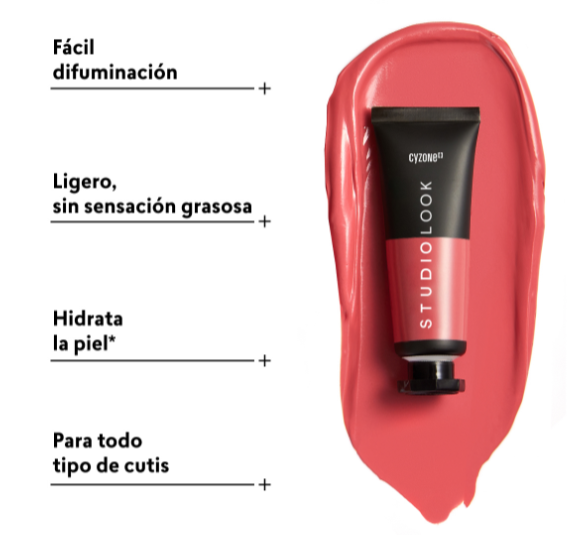 Fácil
difuminación
Ligero,
sin sensación grasosa
Hidrata
la piel*
Para todo
tipo de cutis
cyzone
STUDIO LOOK